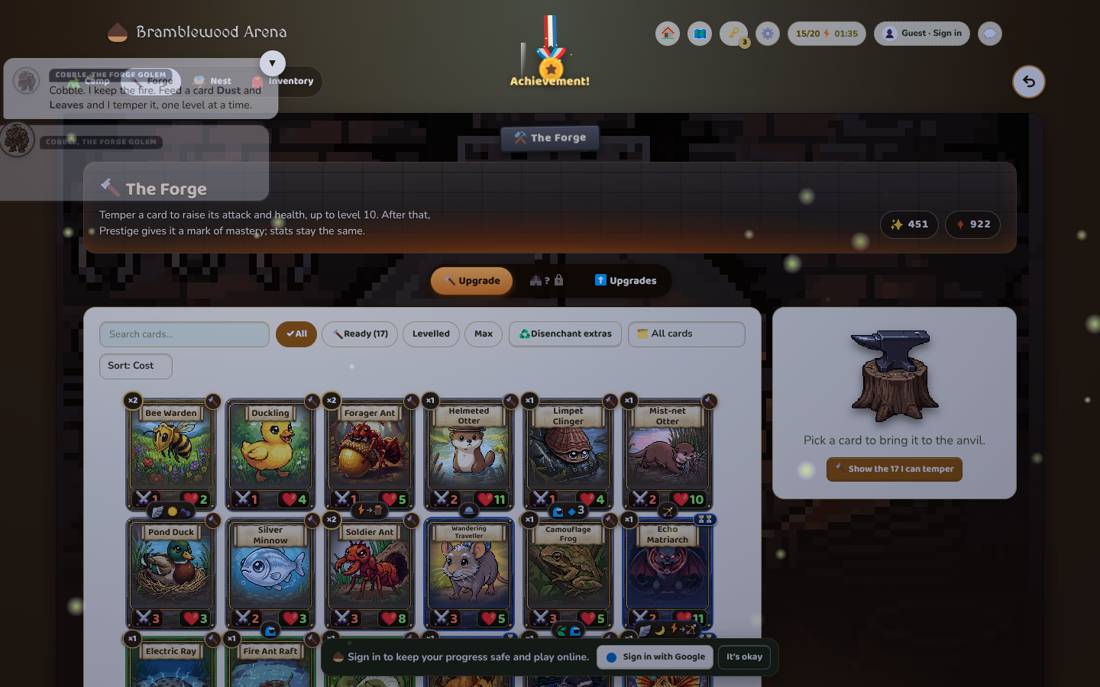 Bramblewood Arena
15/20 01:35
Guest · Sign in
3
Achievement!
COBBLE, THE FORGE GOLEM
Cobble. I keep the fire. Feed a card Dust and
Leaves and I temper it, one level at a time.
Camp
Forge
Nest
Inventory
COBBLE, THE FORGE GOLEM
The Forge
The Forge
Temper a card to raise its attack and health, up to level 10. After that,
Prestige gives it a mark of mastery; stats stay the same.
451
922
Upgrade
?
Upgrades
Search cards...
All
Ready (17)
Levelled
Max
Disenchant extras
All cards
Sort: Cost
Pick a card to bring it to the anvil.
Show the 17 I can temper
x2
Bee Warden
1
2
Duckling
1
4
x2
Forager Ant
1
5
x1
Helmeted
Otter
2
11
x1
Limpet
Clinger
1
4
3
x1
Mist-net
Otter
2
10
Pond Duck
3
3
Silver
Minnow
2
3
x2
Soldier Ant
3
8
Wandering
Traveller
3
5
x1
Camouflage
Frog
3
5
x1
Echo
Matriarch
2
11
x1
Electric Ray
x1
Fire Ant Raft
x1
x1
Sign in to keep your progress safe and play online.
Sign in with Google
It's okay